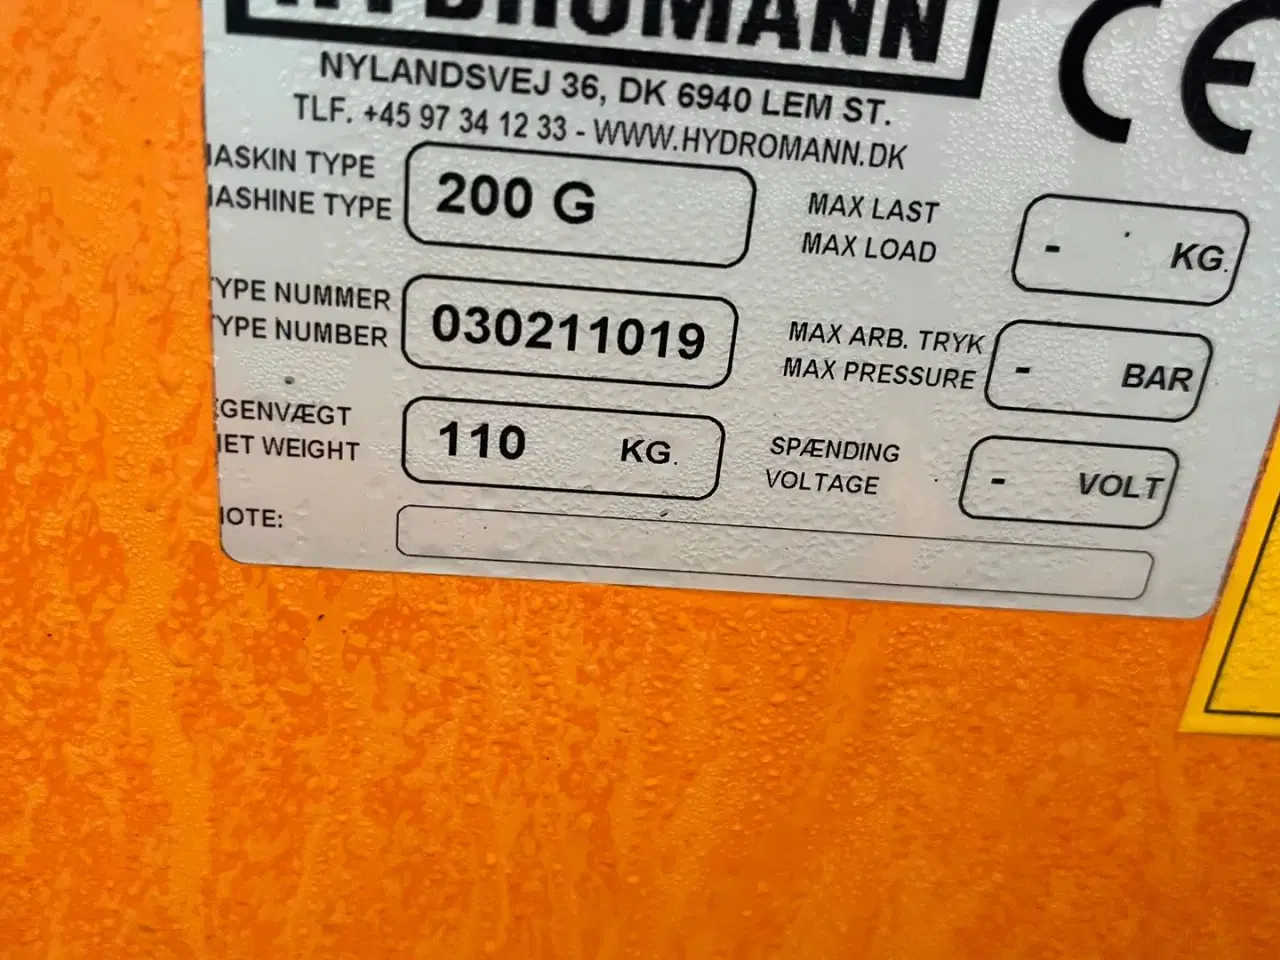 HYDROMANN
CE
NYLANDSVEJ 36, DK 6940 LEM ST.
TLF. +45 97 34 12 33 - WWW.HYDROMANN.DK
MASKIN TYPE
MASHINE TYPE
200 G
MAX LAST
MAX LOAD
- KG.
TYPE NUMMER
TYPE NUMBER
030211019
MAX ARB. TRYK
MAX PRESSURE
- BAR
EGENVÆGT
NET WEIGHT
110 KG.
SPÆNDING
VOLTAGE
- VOLT
NOTE: